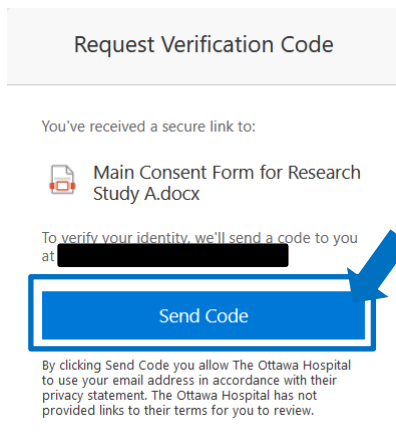 Request Verification Code
You've received a secure link to:
Main Consent Form for Research
Study A.docx
To verify your identity, we'll send a code to you
at
Send Code
By clicking Send Code you allow The Ottawa Hospital
to use your email address in accordance with their
privacy statement. The Ottawa Hospital has not
provided links to their terms for you to review.